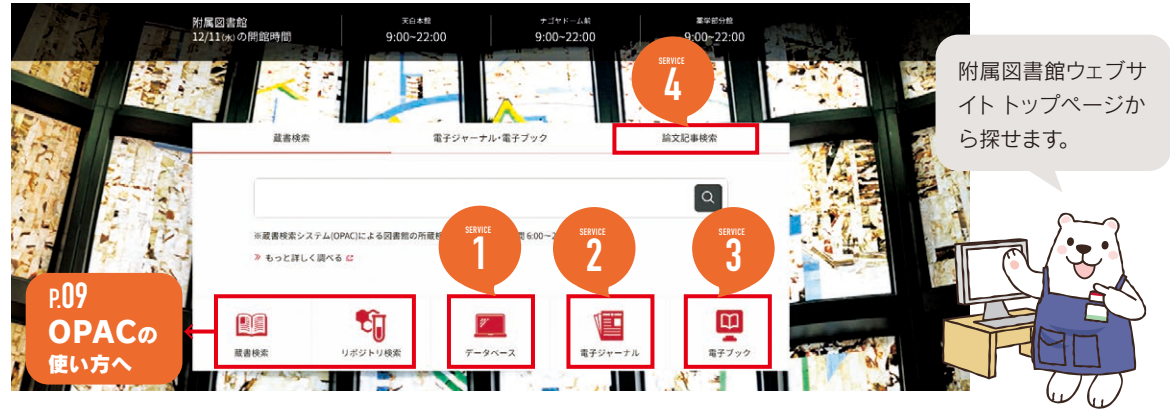 附属図書館
12/11(水)の開館時間
天白本館
9:00~22:00
ナゴヤドーム前
9:00~22:00
薬学部分館
9:00~22:00
SERVICE
4
蔵書検索
電子ジャーナル・電子ブック
論文記事検索
附属図書館ウェブサ
イト トップページか
ら探せます。
※蔵書検索システム(OPAC)による図書館の所蔵
6:00~2
» もっと詳しく調べる
SERVICE
1
SERVICE
2
SERVICE
3
P.09
OPACの
使い方へ
蔵書検索
リポジトリ検索
データベース
電子ジャーナル
電子ブック